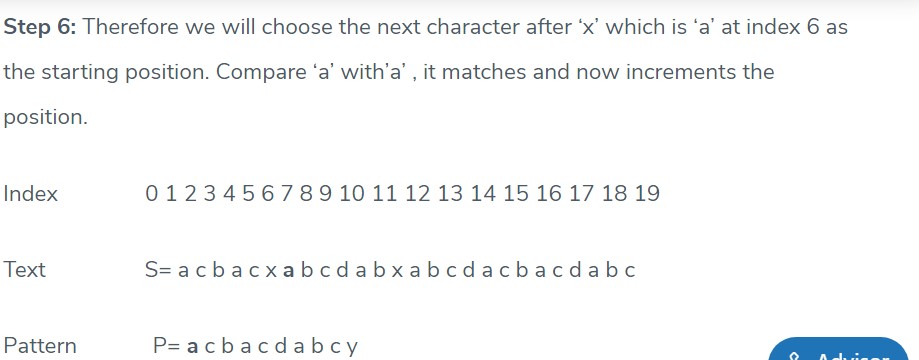 Step 6: Therefore we will choose the next character after ‘x’ which is ‘a’ at index 6 as
the starting position. Compare ‘a’ with’a’ , it matches and now increments the
position.
Index 0 1 2 3 4 5 6 7 8 9 10 11 12 13 14 15 16 17 18 19
Text S= a c b a c x a b c d a b x a b c d a c b a c d a b c
Pattern P= a c b a c d a b c y